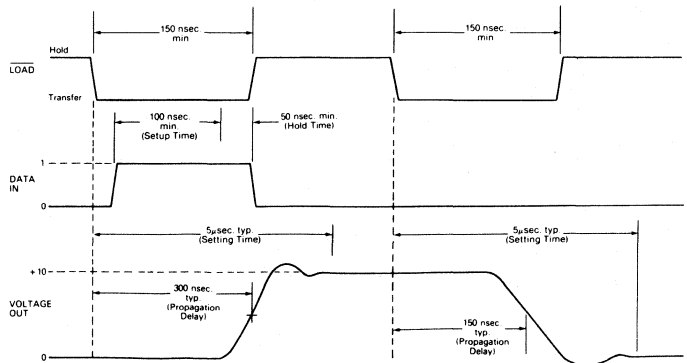 150 nsec.
min
150 nsec.
min
Hold
LOAD
Transfer
100 nsec.
min.
(Setup Time)
50 nsec. min.
(Hold Time)
1
DATA
IN
0
5μsec. typ.
(Setting Time)
5μsec. typ.
(Setting Time)
+10
300 nsec.
typ.
(Propagation
Delay)
VOLTAGE
OUT
150 nsec.
typ.
(Propagation
Delay)
0